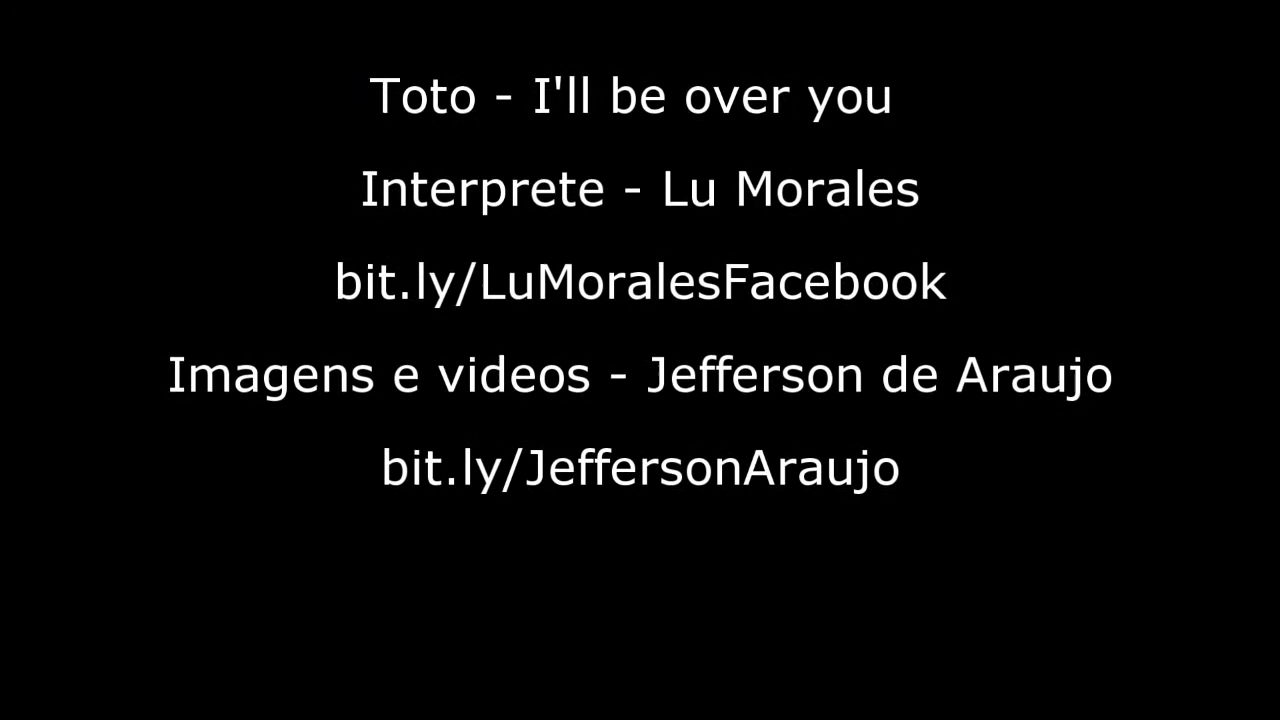 Toto - I'll be over you
Interprete - Lu Morales
bit.ly/LuMoralesFacebook
Imagens e videos - Jefferson de Araujo
bit.ly/JeffersonAraujo